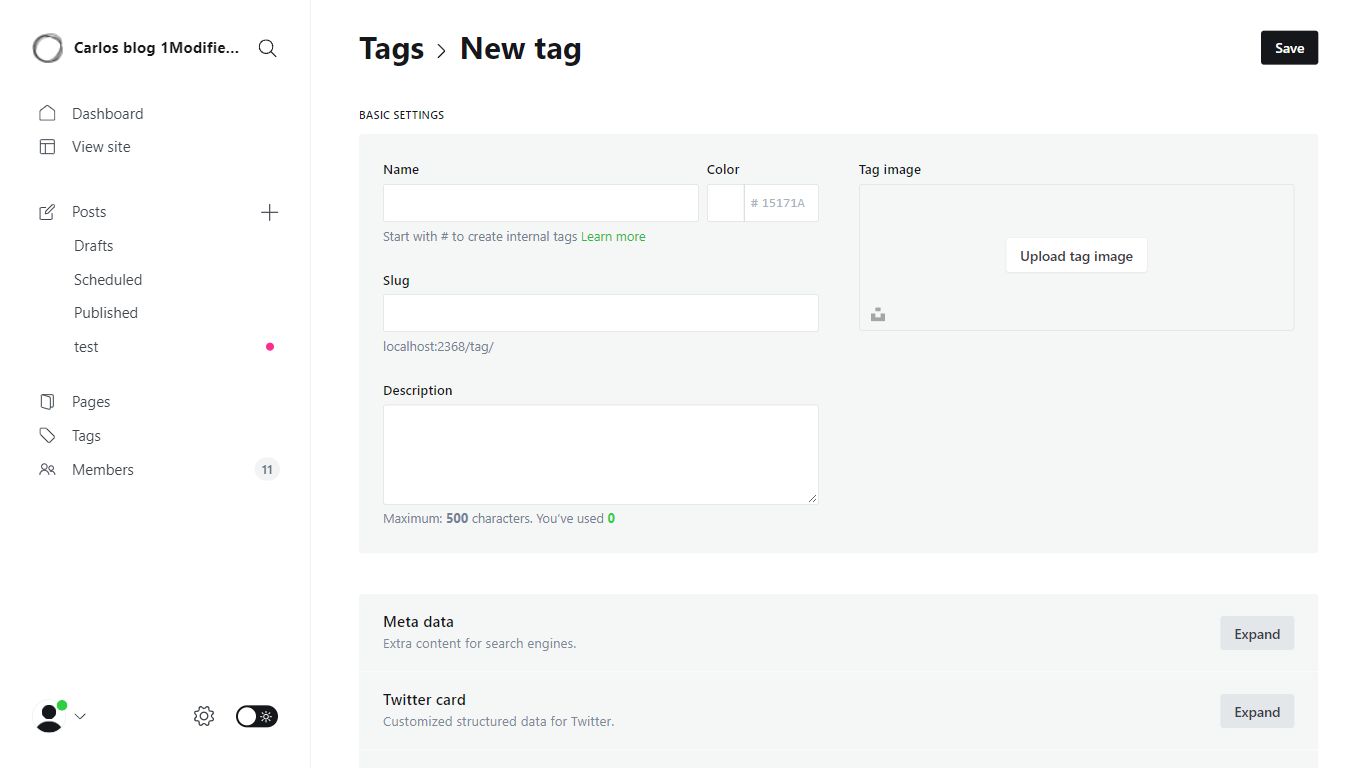 Carlos blog 1Modifie...
Dashboard
View site
Posts
Drafts
Scheduled
Published
test
Pages
Tags
Members 11
Tags > New tag
Save
BASIC SETTINGS
Name
Color
# 15171A
Start with # to create internal tags Learn more
Slug
localhost:2368/tag/
Description
Maximum: 500 characters. You’ve used 0
Tag image
Upload tag image
Meta data
Extra content for search engines.
Expand
Twitter card
Customized structured data for Twitter.
Expand